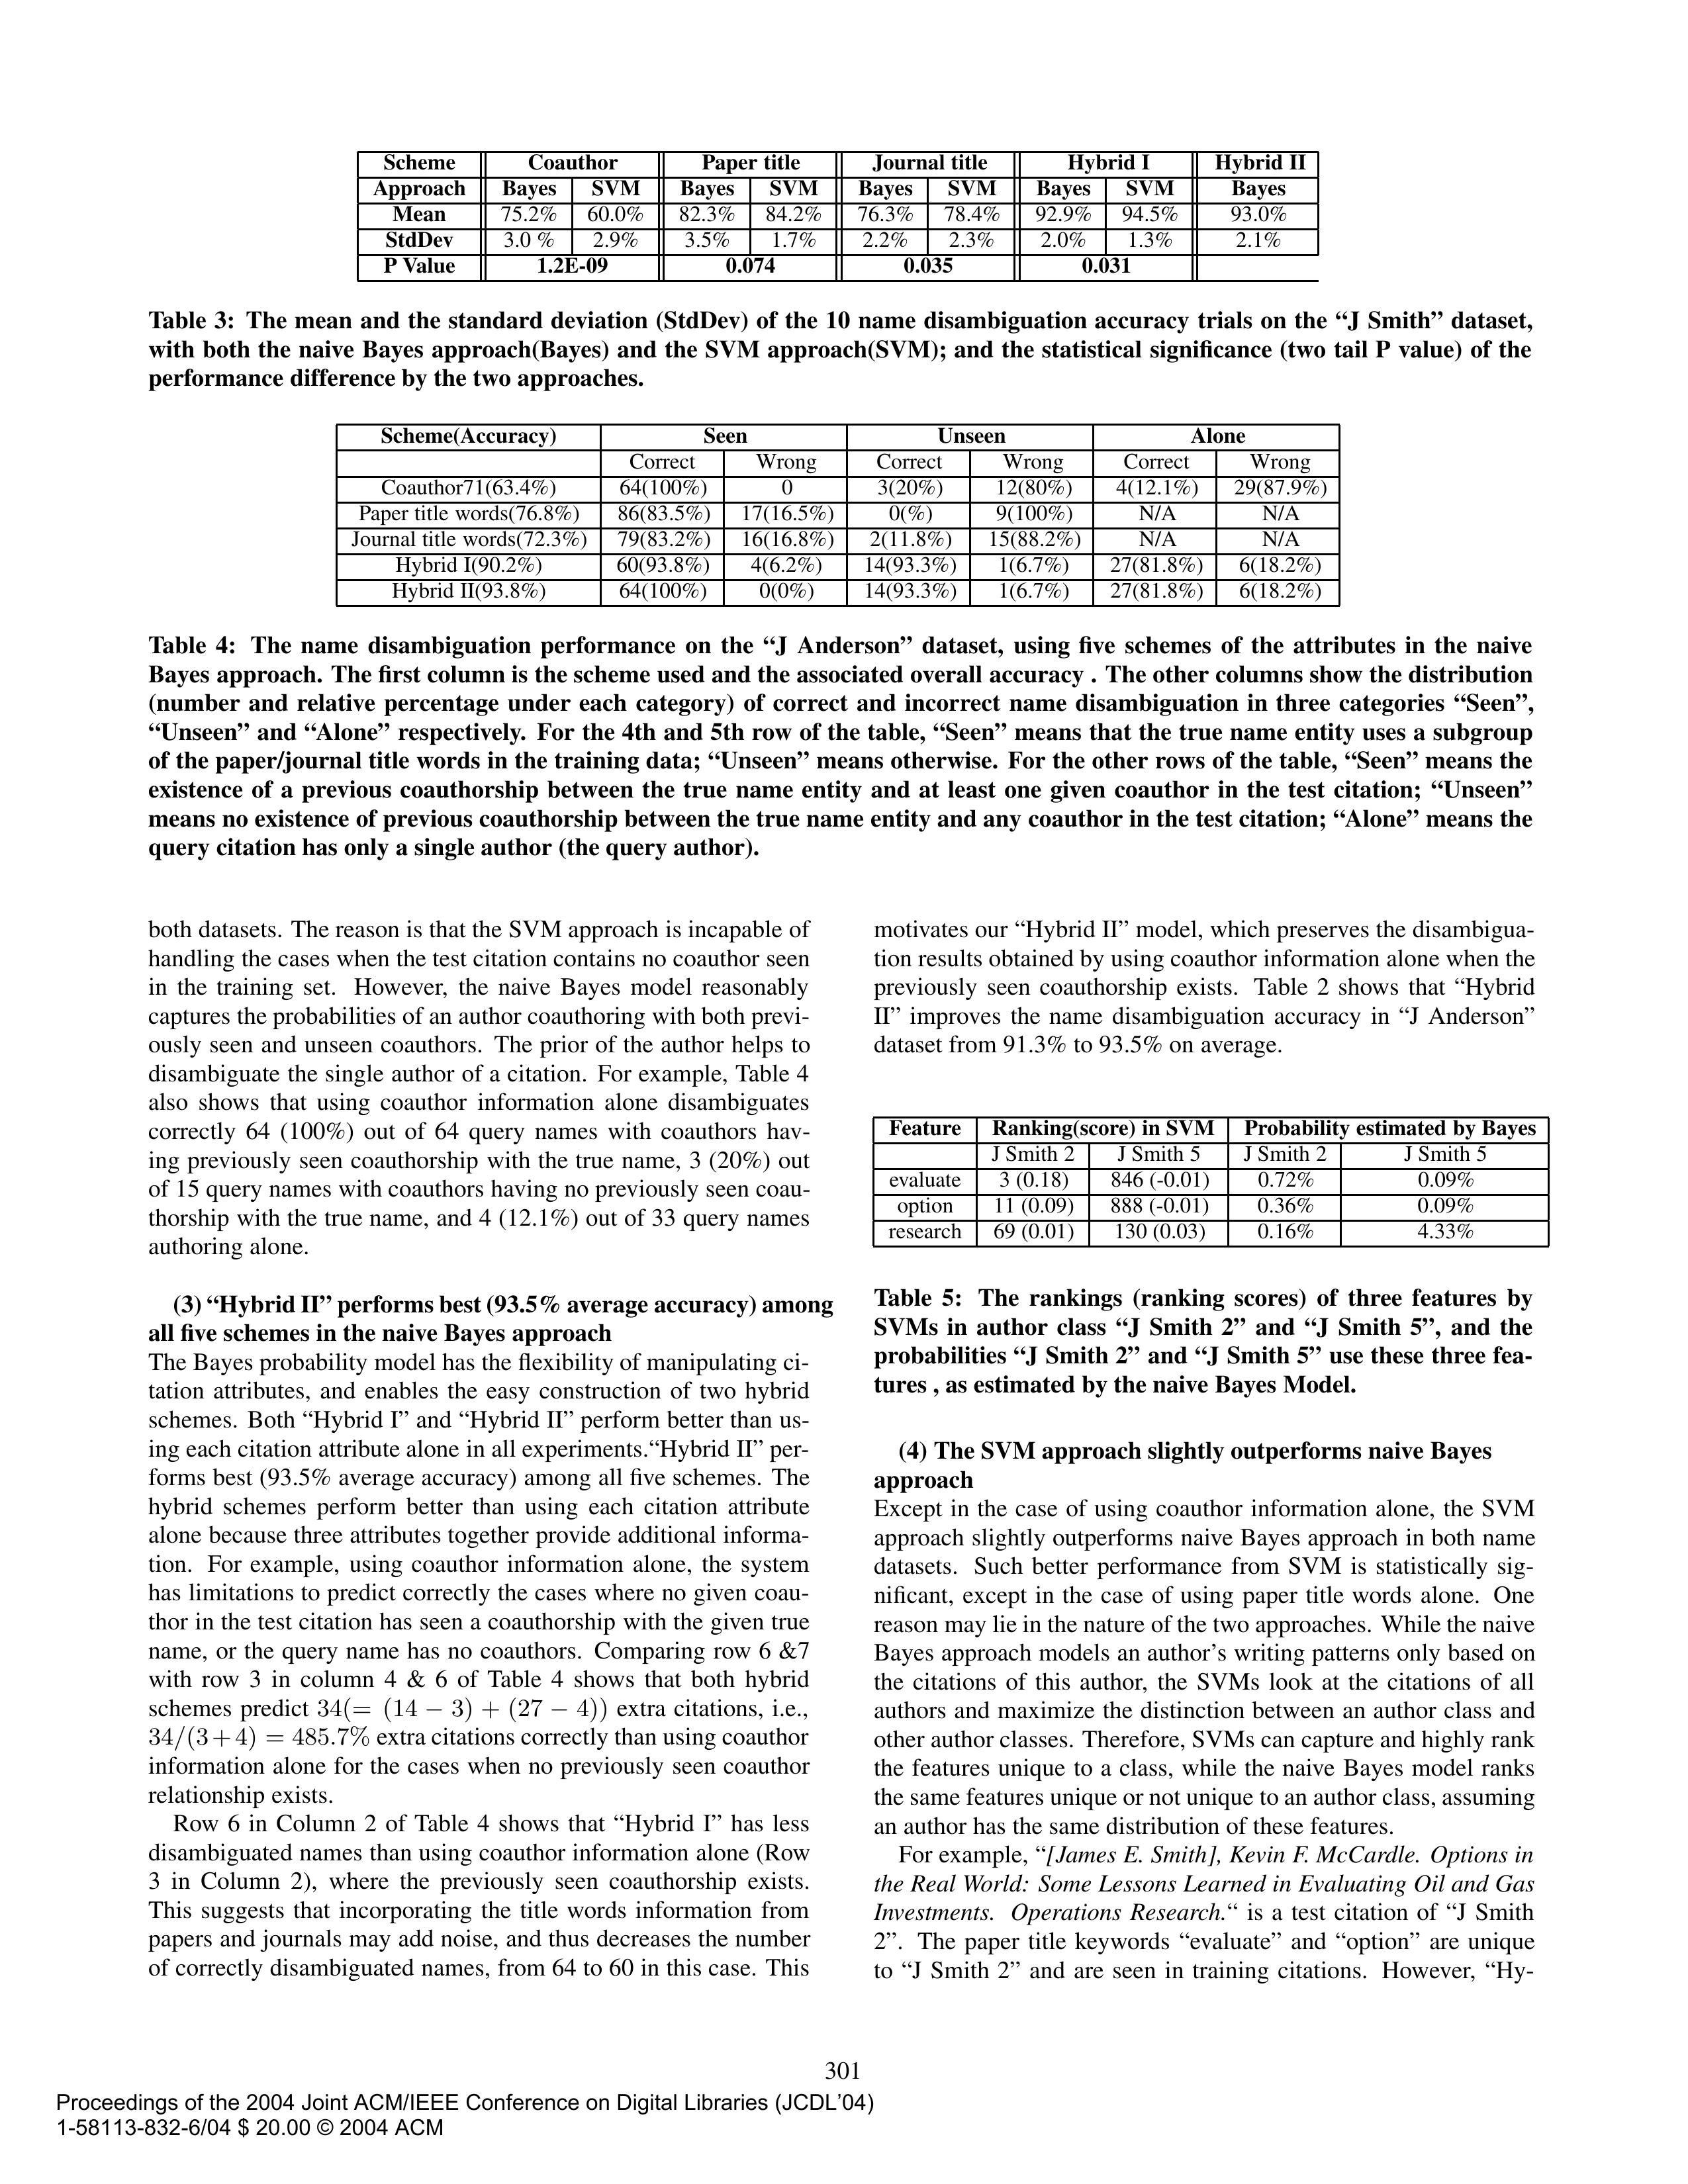 Scheme Coauthor Paper title Journal title Hybrid I Hybrid II
Approach Bayes SVM Bayes SVM Bayes SVM Bayes SVM Bayes
Mean 75.2% 60.0% 82.3% 84.2% 76.3% 78.4% 92.9% 94.5% 93.0%
StdDev 3.0 % 2.9% 3.5% 1.7% 2.2% 2.3% 2.0% 1.3% 2.1%
P Value 1.2E-09 0.074 0.035 0.031
Table 3: The mean and the standard deviation (StdDev) of the 10 name disambiguation accuracy trials on the “J Smith” dataset,
with both the naive Bayes approach(Bayes) and the SVM approach(SVM); and the statistical significance (two tail P value) of the
performance difference by the two approaches.
Scheme(Accuracy) Seen Unseen Alone
Correct Wrong Correct Wrong Correct Wrong
Coauthor71(63.4%) 64(100%) 0 3(20%) 12(80%) 4(12.1%) 29(87.9%)
Paper title words(76.8%) 86(83.5%) 17(16.5%) 0(%) 9(100%) N/A N/A
Journal title words(72.3%) 79(83.2%) 16(16.8%) 2(11.8%) 15(88.2%) N/A N/A
Hybrid I(90.2%) 60(93.8%) 4(6.2%) 14(93.3%) 1(6.7%) 27(81.8%) 6(18.2%)
Hybrid II(93.8%) 64(100%) 0(0%) 14(93.3%) 1(6.7%) 27(81.8%) 6(18.2%)
Table 4: The name disambiguation performance on the “J Anderson” dataset, using five schemes of the attributes in the naive
Bayes approach. The first column is the scheme used and the associated overall accuracy . The other columns show the distribution
(number and relative percentage under each category) of correct and incorrect name disambiguation in three categories “Seen”,
“Unseen” and “Alone” respectively. For the 4th and 5th row of the table, “Seen” means that the true name entity uses a subgroup
of the paper/journal title words in the training data; “Unseen” means otherwise. For the other rows of the table, “Seen” means the
existence of a previous coauthorship between the true name entity and at least one given coauthor in the test citation; “Unseen”
means no existence of previous coauthorship between the true name entity and any coauthor in the test citation; “Alone” means the
query citation has only a single author (the query author).
both datasets. The reason is that the SVM approach is incapable of
handling the cases when the test citation contains no coauthor seen
in the training set. However, the naive Bayes model reasonably
captures the probabilities of an author coauthoring with both previ-
ously seen and unseen coauthors. The prior of the author helps to
disambiguate the single author of a citation. For example, Table 4
also shows that using coauthor information alone disambiguates
correctly 64 (100%) out of 64 query names with coauthors hav-
ing previously seen coauthorship with the true name, 3 (20%) out
of 15 query names with coauthors having no previously seen coau-
thorship with the true name, and 4 (12.1%) out of 33 query names
authoring alone.
(3) “Hybrid II” performs best (93.5% average accuracy) among
all five schemes in the naive Bayes approach
The Bayes probability model has the flexibility of manipulating ci-
tation attributes, and enables the easy construction of two hybrid
schemes. Both “Hybrid I” and “Hybrid II” perform better than us-
ing each citation attribute alone in all experiments.“Hybrid II” per-
forms best (93.5% average accuracy) among all five schemes. The
hybrid schemes perform better than using each citation attribute
alone because three attributes together provide additional informa-
tion. For example, using coauthor information alone, the system
has limitations to predict correctly the cases where no given coau-
thor in the test citation has seen a coauthorship with the given true
name, or the query name has no coauthors. Comparing row 6 &7
with row 3 in column 4 & 6 of Table 4 shows that both hybrid
schemes predict 34(= (14 − 3) + (27 − 4)) extra citations, i.e.,
34/(3+4) = 485.7% extra citations correctly than using coauthor
information alone for the cases when no previously seen coauthor
relationship exists.
Row 6 in Column 2 of Table 4 shows that “Hybrid I” has less
disambiguated names than using coauthor information alone (Row
3 in Column 2), where the previously seen coauthorship exists.
This suggests that incorporating the title words information from
papers and journals may add noise, and thus decreases the number
of correctly disambiguated names, from 64 to 60 in this case. This
motivates our “Hybrid II” model, which preserves the disambigua-
tion results obtained by using coauthor information alone when the
previously seen coauthorship exists. Table 2 shows that “Hybrid
II” improves the name disambiguation accuracy in “J Anderson”
dataset from 91.3% to 93.5% on average.
Feature Ranking(score) in SVM Probability estimated by Bayes
J Smith 2 J Smith 5 J Smith 2 J Smith 5
evaluate 3 (0.18) 846 (-0.01) 0.72% 0.09%
option 11 (0.09) 888 (-0.01) 0.36% 0.09%
research 69 (0.01) 130 (0.03) 0.16% 4.33%
Table 5: The rankings (ranking scores) of three features by
SVMs in author class “J Smith 2” and “J Smith 5”, and the
probabilities “J Smith 2” and “J Smith 5” use these three fea-
tures , as estimated by the naive Bayes Model.
(4) The SVM approach slightly outperforms naive Bayes
approach
Except in the case of using coauthor information alone, the SVM
approach slightly outperforms naive Bayes approach in both name
datasets. Such better performance from SVM is statistically sig-
nificant, except in the case of using paper title words alone. One
reason may lie in the nature of the two approaches. While the naive
Bayes approach models an author’s writing patterns only based on
the citations of this author, the SVMs look at the citations of all
authors and maximize the distinction between an author class and
other author classes. Therefore, SVMs can capture and highly rank
the features unique to a class, while the naive Bayes model ranks
the same features unique or not unique to an author class, assuming
an author has the same distribution of these features.
For example, “[James E. Smith], Kevin F. McCardle. Options in
the Real World: Some Lessons Learned in Evaluating Oil and Gas
Investments. Operations Research.“ is a test citation of “J Smith
2”. The paper title keywords “evaluate” and “option” are unique
to “J Smith 2” and are seen in training citations. However, “Hy-
301
Proceedings of the 2004 Joint ACM/IEEE Conference on Digital Libraries (JCDL’04)
1-58113-832-6/04 $ 20.00 © 2004 ACM